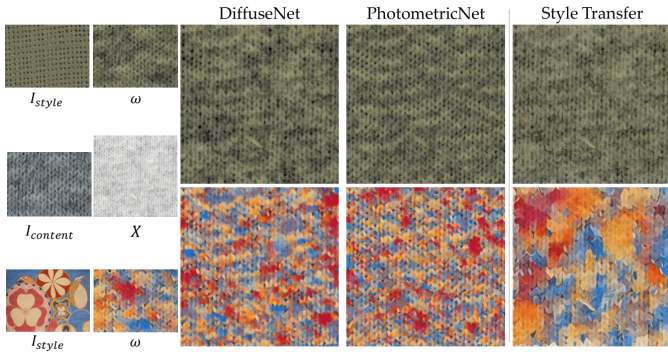 DiffuseNet PhotometricNet Style Transfer
I_style ω
I_content X
I_style ω